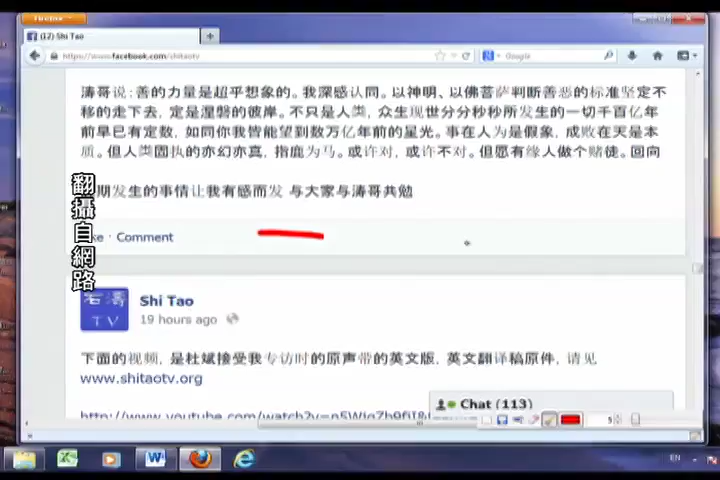 Firefox
(12) Shi Tao
https://www.facebook.com/shitaotv
Google
涛哥说：善的力量是超乎想象的。我深感认同。以神明、以佛菩萨判断善恶的标准坚定不
移的走下去，定是涅磐的彼岸。不只是人类，众生现世分分秒秒所发生的一切千百亿年
前早已有定数，如同你我皆能望到数万亿年前的星光。事在人为是假象，成败在天是本
质。但人类固执的亦幻亦真，指鹿为马。或许对，或许不对。但愿有缘人做个赌徒。回向
期发生的事情让我有感而发 与大家与涛哥共勉
翻攝自網路
Comment
石濤
TV
Shi Tao
19 hours ago
下面的视频，是杜斌接受我专访时的原声带的英文版，英文翻译稿原件，请见
www.shitaotv.org
Chat (113)
5
EN